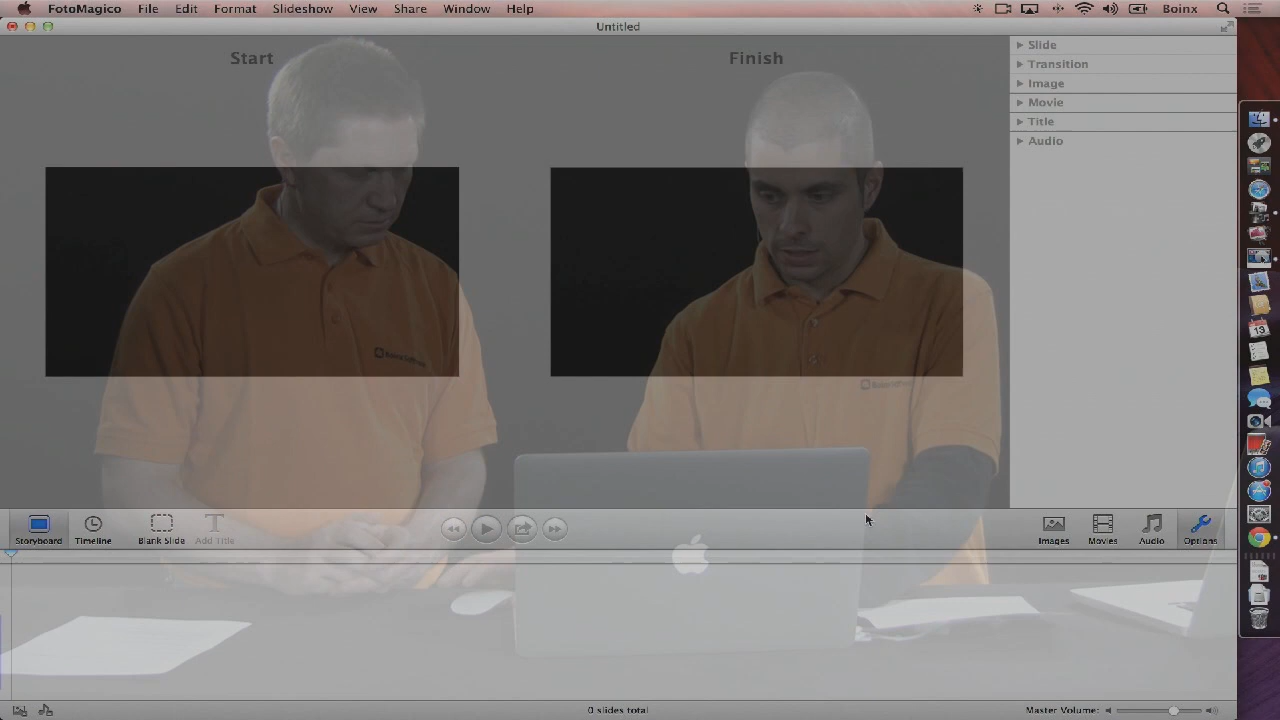 FotoMagico File Edit Format Slideshow View Share Window Help Boinx
Untitled
Start Finish
Slide
Transition
Image
Movie
Title
Audio
13
Storyboard Timeline Blank Slide Add Title Images Movies Audio Options
0 slides total Master Volume: